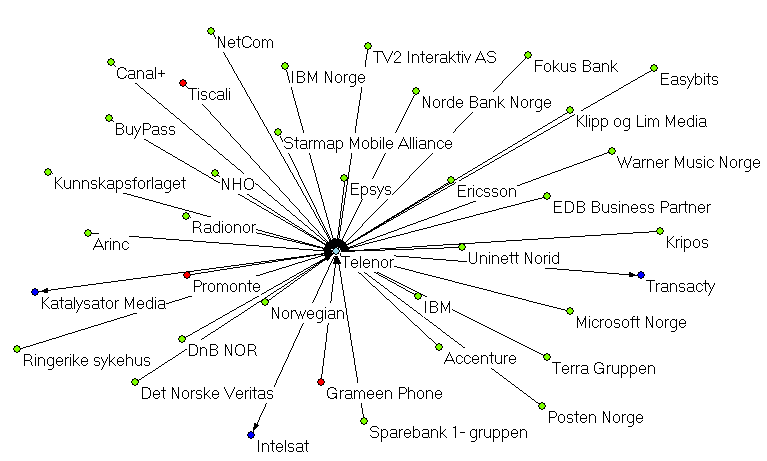 NetCom
TV2 Interaktiv AS
Fokus Bank
Canal+
IBM Norge
Easybits
Tiscali
Norde Bank Norge
Klipp og Lim Media
BuyPass
Starmap Mobile Alliance
Warner Music Norge
Kunnskapsforlaget
NHO
Epsys
Ericsson
EDB Business Partner
Radionor
Arinc
Kripos
Telenor
Uninett Norid
Promonte
Transacty
Katalysator Media
Norwegian
IBM
Microsoft Norge
Ringerike sykehus
DnB NOR
Accenture
Terra Gruppen
Det Norske Veritas
Grameen Phone
Posten Norge
Sparebank 1- gruppen
Intelsat